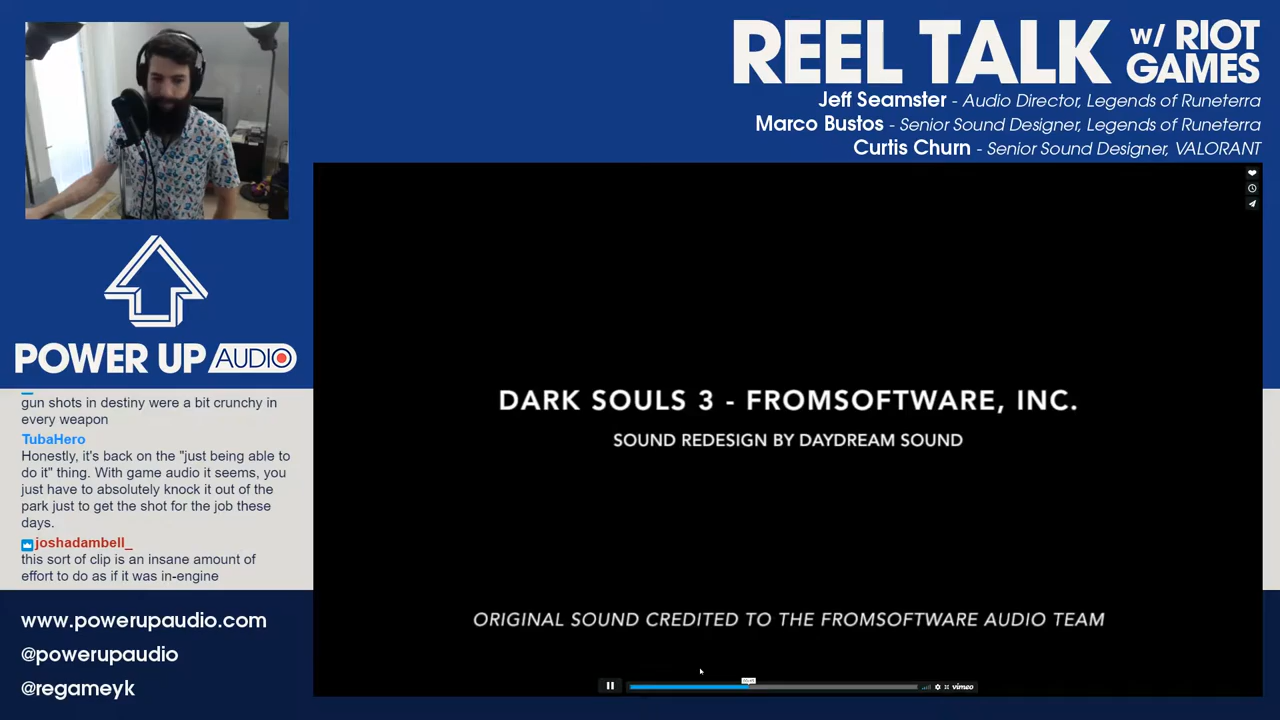 REEL TALK w/ RIOT GAMES
Jeff Seamster - Audio Director, Legends of Runeterra
Marco Bustos - Senior Sound Designer, Legends of Runeterra
Curtis Churn - Senior Sound Designer, VALORANT
POWER UP AUDIO
gun shots in destiny were a bit crunchy in
every weapon
TubaHero
Honestly, it's back on the "just being able to
do it" thing. With game audio it seems, you
just have to absolutely knock it out of the
park just to get the shot for the job these
days.
joshadambell_
this sort of clip is an insane amount of
effort to do as if it was in-engine
www.powerupaudio.com
@powerupaudio
@regameyk
DARK SOULS 3 - FROMSOFTWARE, INC.
SOUND REDESIGN BY DAYDREAM SOUND
ORIGINAL SOUND CREDITED TO THE FROMSOFTWARE AUDIO TEAM
vimeo